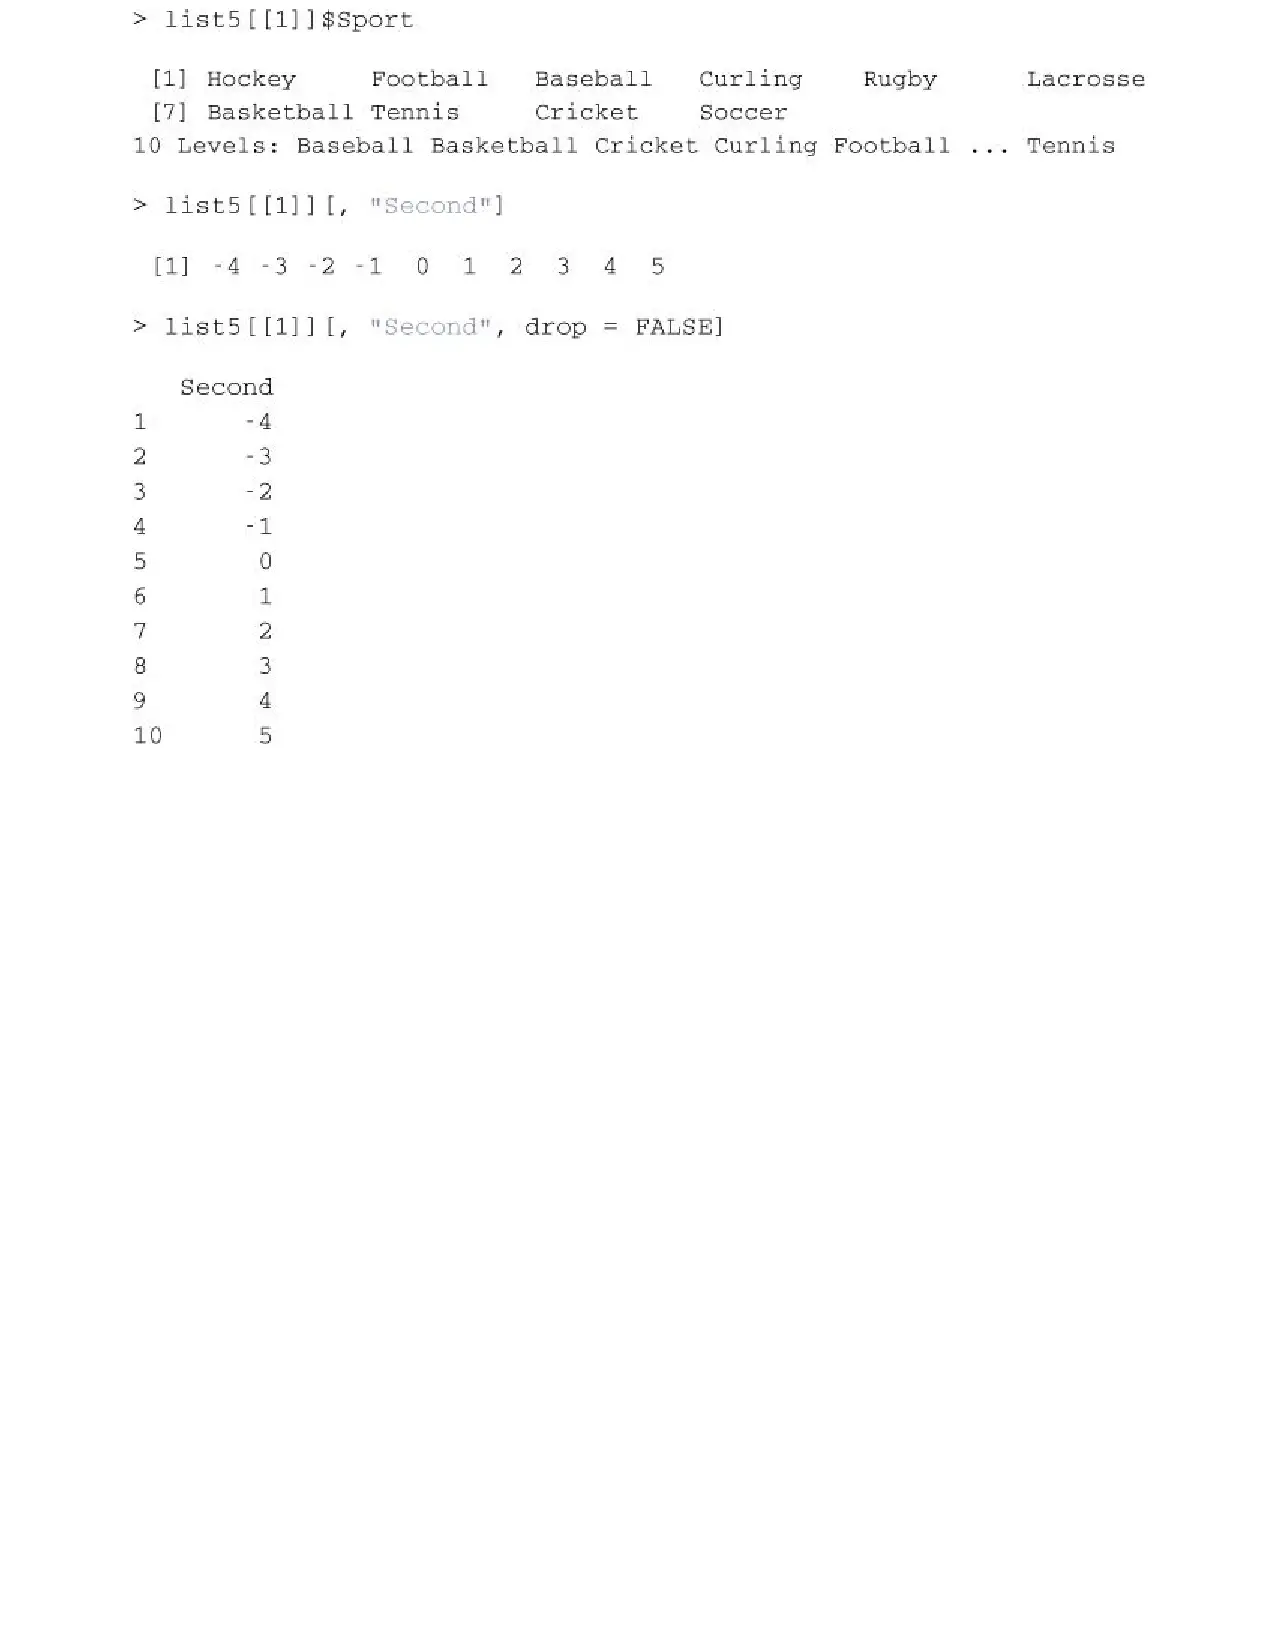 > list5[[1]]$Sport
[1] Hockey     Football   Baseball   Curling    Rugby      Lacrosse
[7] Basketball Tennis     Cricket    Soccer
10 Levels: Baseball Basketball Cricket Curling Football ... Tennis
> list5[[1]][, "Second"]
[1] -4 -3 -2 -1  0  1  2  3  4  5
> list5[[1]][, "Second", drop = FALSE]
   Second
1      -4
2      -3
3      -2
4      -1
5       0
6       1
7       2
8       3
9       4
10      5